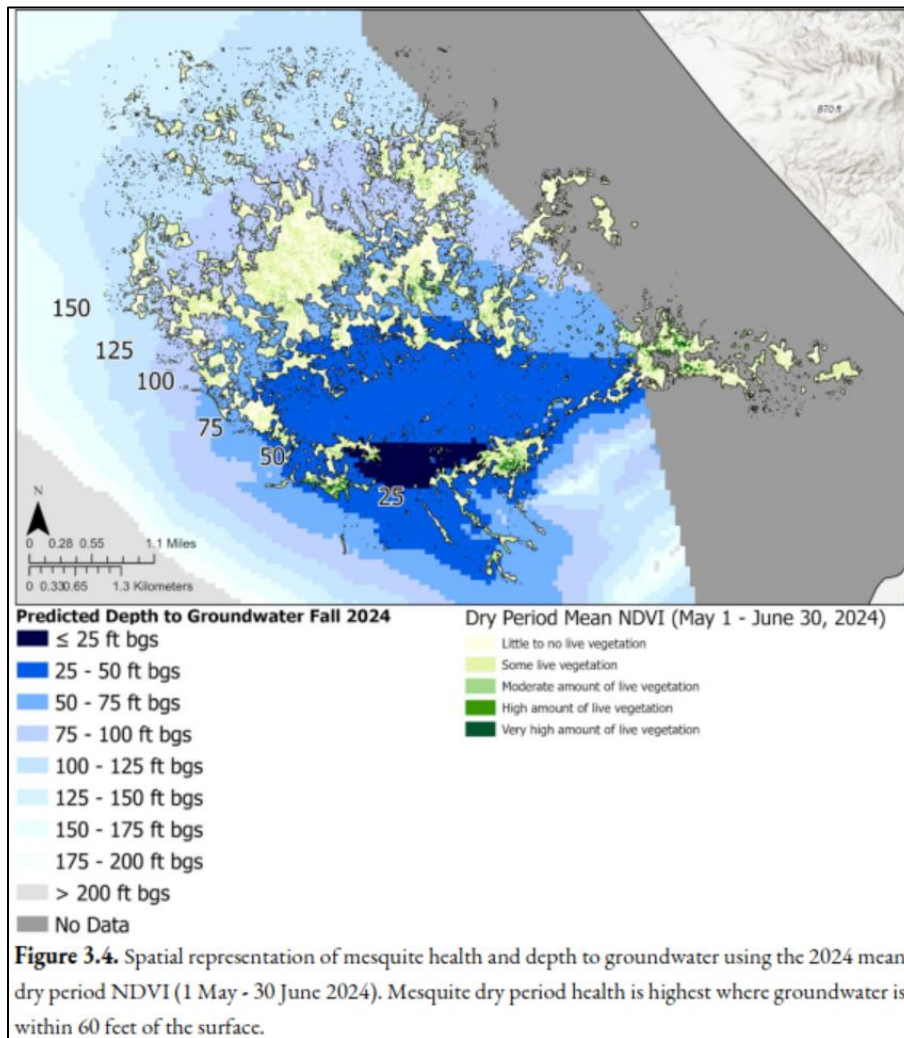 870 ft
150
125
100
75
50
25
N
0 0.28 0.55 1.1 Miles
0 0.33 0.65 1.3 Kilometers
Predicted Depth to Groundwater Fall 2024
≤ 25 ft bgs
25 - 50 ft bgs
50 - 75 ft bgs
75 - 100 ft bgs
100 - 125 ft bgs
125 - 150 ft bgs
150 - 175 ft bgs
175 - 200 ft bgs
> 200 ft bgs
No Data
Dry Period Mean NDVI (May 1 - June 30, 2024)
Little to no live vegetation
Some live vegetation
Moderate amount of live vegetation
High amount of live vegetation
Very high amount of live vegetation
Figure 3.4. Spatial representation of mesquite health and depth to groundwater using the 2024 mean
dry period NDVI (1 May - 30 June 2024). Mesquite dry period health is highest where groundwater is
within 60 feet of the surface.